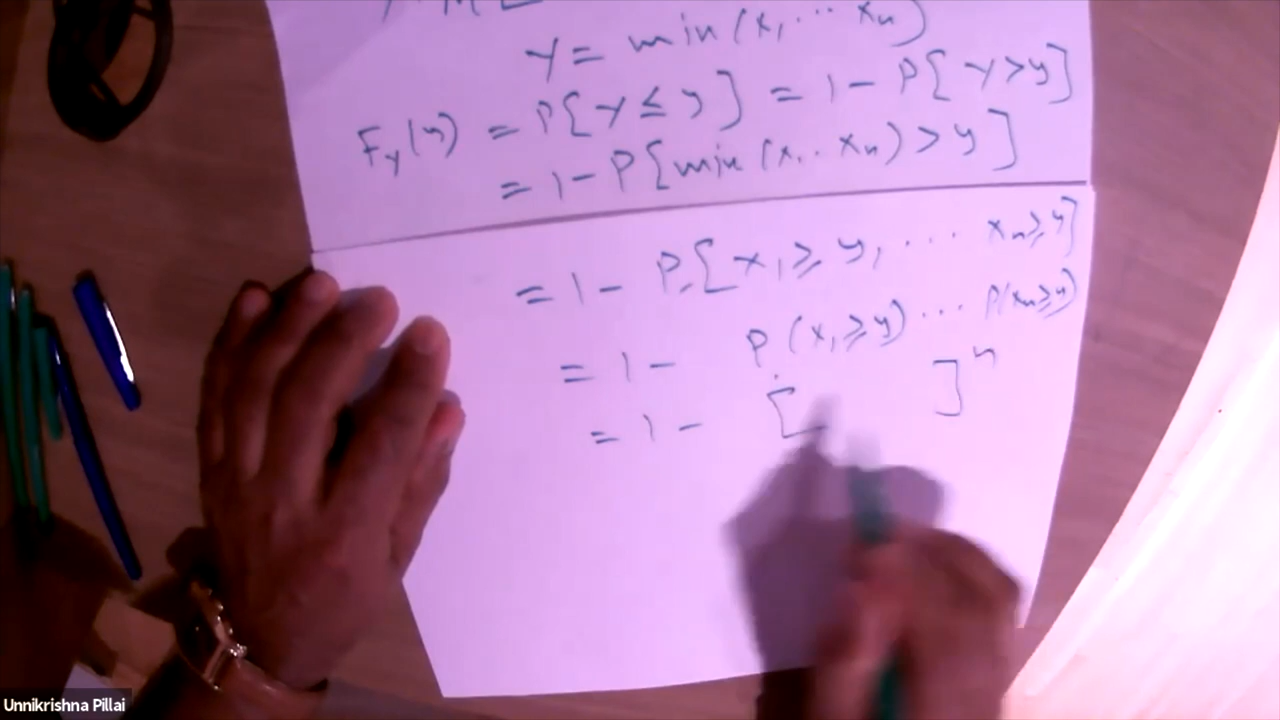 Y = min(x₁ ... xₙ)
F_Y(y) = P[Y ≤ y] = 1 - P[Y > y]
= 1 - P[min(x₁ .. xₙ) > y]
= 1 - P[x₁ ≥ y, ... xₙ ≥ y]
= 1 - P(x₁ ≥ y) ... P(xₙ ≥ y)
= 1 - [ ]ⁿ
Unnikrishna Pillai